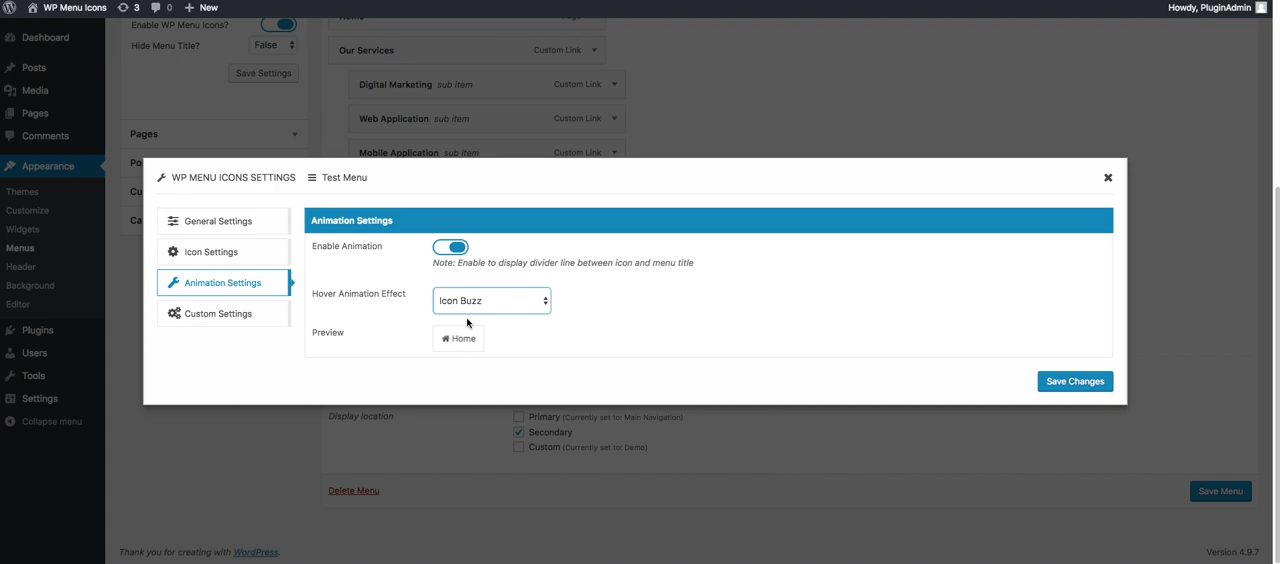 WP Menu Icons 3 0 New Howdy, PluginAdmin
Dashboard
Posts
Media
Pages
Comments
Appearance
Themes
Customize
Widgets
Menus
Header
Background
Editor
Plugins
Users
Tools
Settings
Collapse menu
Enable WP Menu Icons?
Hide Menu Title? False
Save Settings
Pages
Po
Cu
Ca
Our Services Custom Link
Digital Marketing sub item Custom Link
Web Application sub item Custom Link
Mobile Application sub item Custom Link
WP MENU ICONS SETTINGS Test Menu
General Settings
Icon Settings
Animation Settings
Custom Settings
Animation Settings
Enable Animation
Note: Enable to display divider line between icon and menu title
Hover Animation Effect Icon Buzz
Preview Home
Save Changes
Display location Primary (Currently set to: Main Navigation)
Secondary
Custom (Currently set to: Demo)
Delete Menu Save Menu
Thank you for creating with WordPress. Version 4.9.7